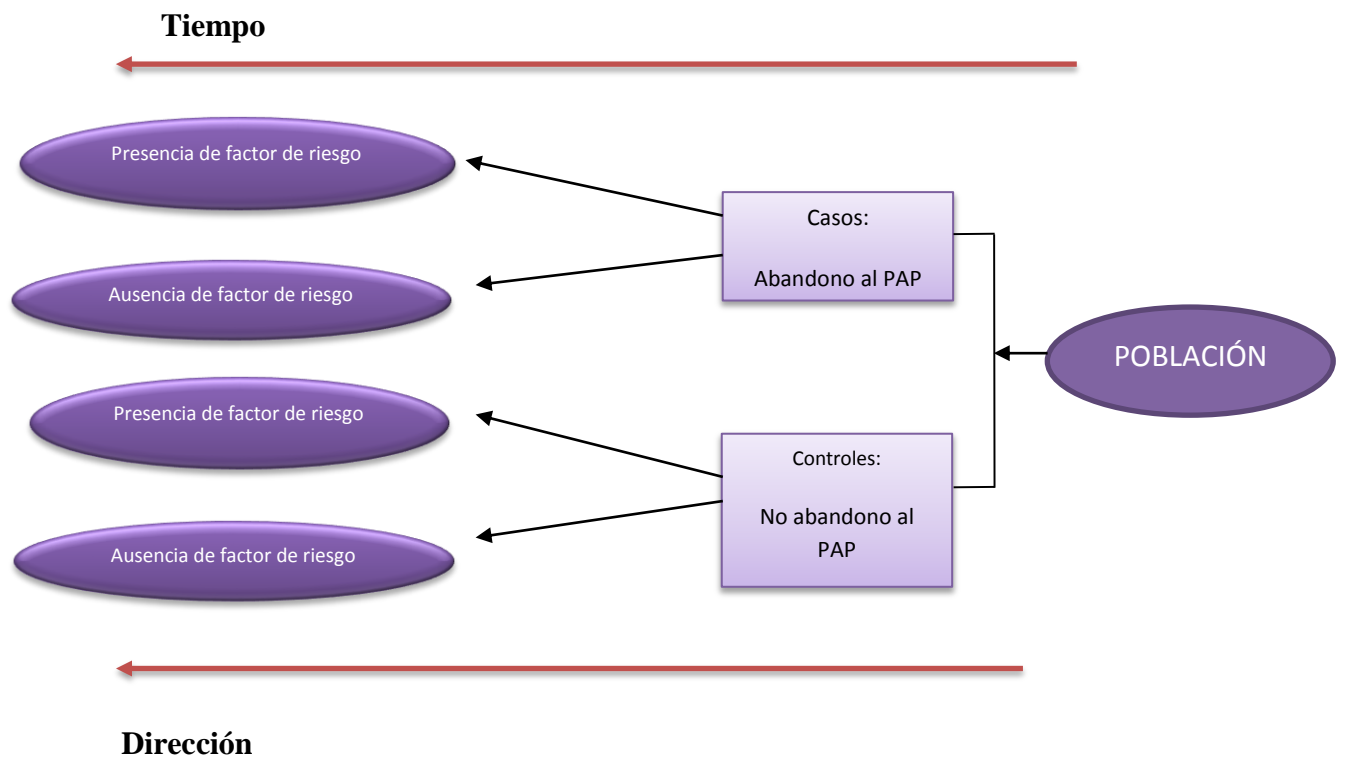 Tiempo
Presencia de factor de riesgo
Casos:
Abandono al PAP
Ausencia de factor de riesgo
POBLACIÓN
Presencia de factor de riesgo
Controles:
No abandono al
PAP
Ausencia de factor de riesgo
Dirección